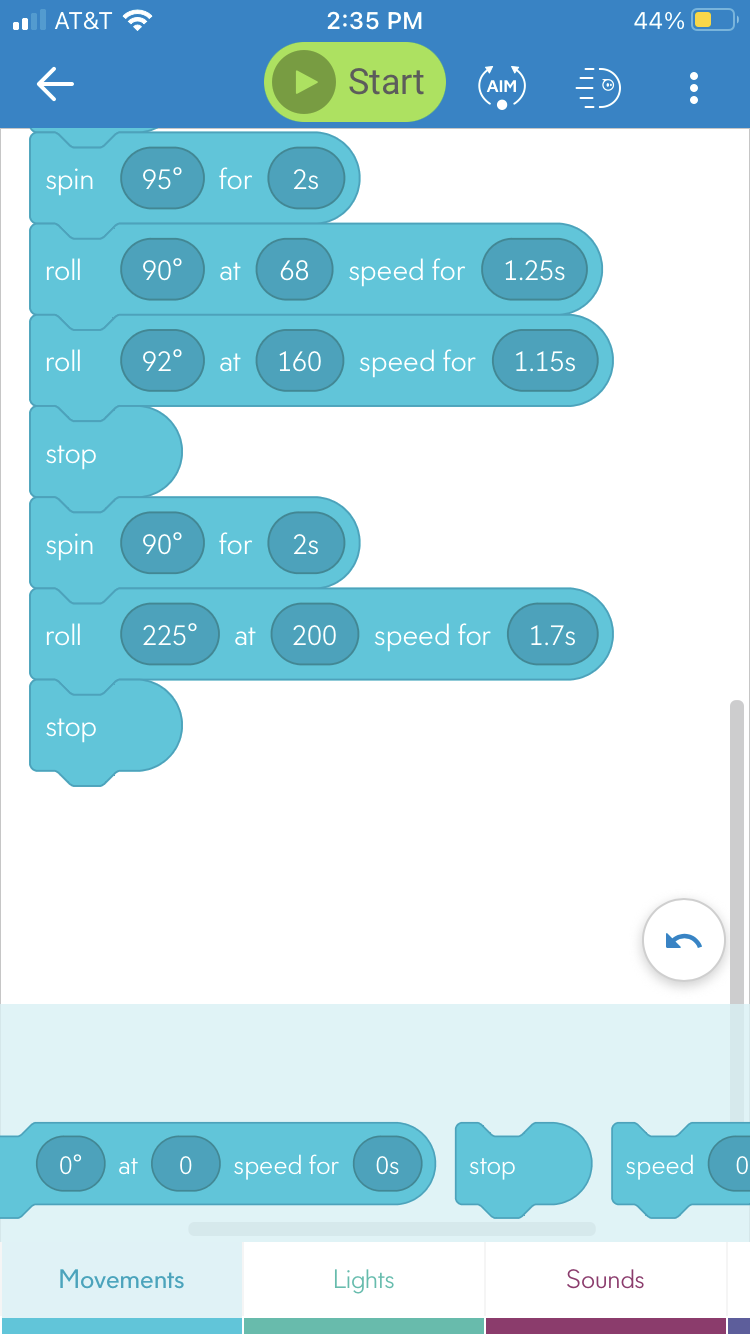 AT&T 2:35 PM 44%
Start AIM
spin 95° for 2s
roll 90° at 68 speed for 1.25s
roll 92° at 160 speed for 1.15s
stop
spin 90° for 2s
roll 225° at 200 speed for 1.7s
stop
0° at 0 speed for 0s stop speed 0
Movements Lights Sounds